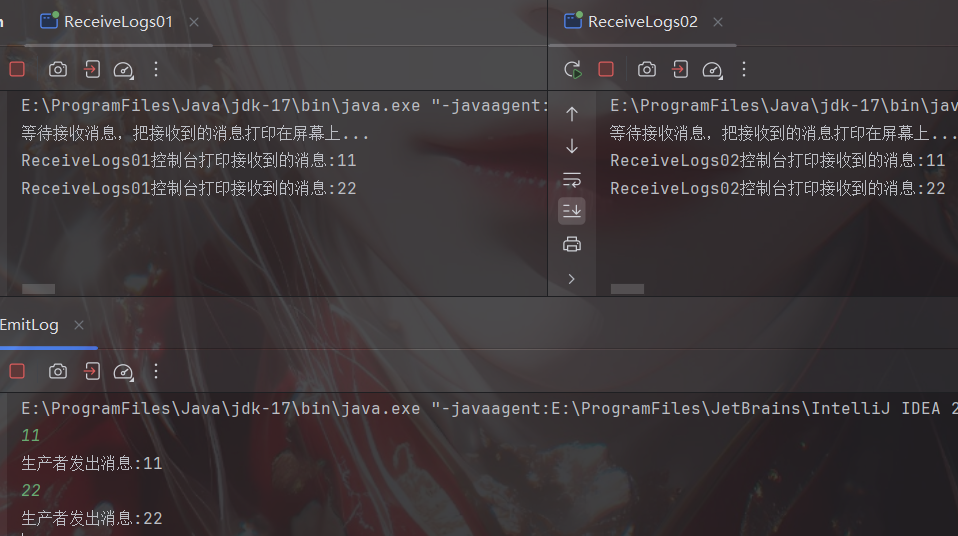 ReceiveLogs01
E:\ProgramFiles\Java\jdk-17\bin\java.exe "-javaagent:
等待接收消息，把接收到的消息打印在屏幕上...
ReceiveLogs01控制台打印接收到的消息:11
ReceiveLogs01控制台打印接收到的消息:22
ReceiveLogs02
E:\ProgramFiles\Java\jdk-17\bin\jav
等待接收消息，把接收到的消息打印在屏幕上...
ReceiveLogs02控制台打印接收到的消息:11
ReceiveLogs02控制台打印接收到的消息:22
EmitLog
E:\ProgramFiles\Java\jdk-17\bin\java.exe "-javaagent:E:\ProgramFiles\JetBrains\IntelliJ IDEA 2
11
生产者发出消息:11
22
生产者发出消息:22